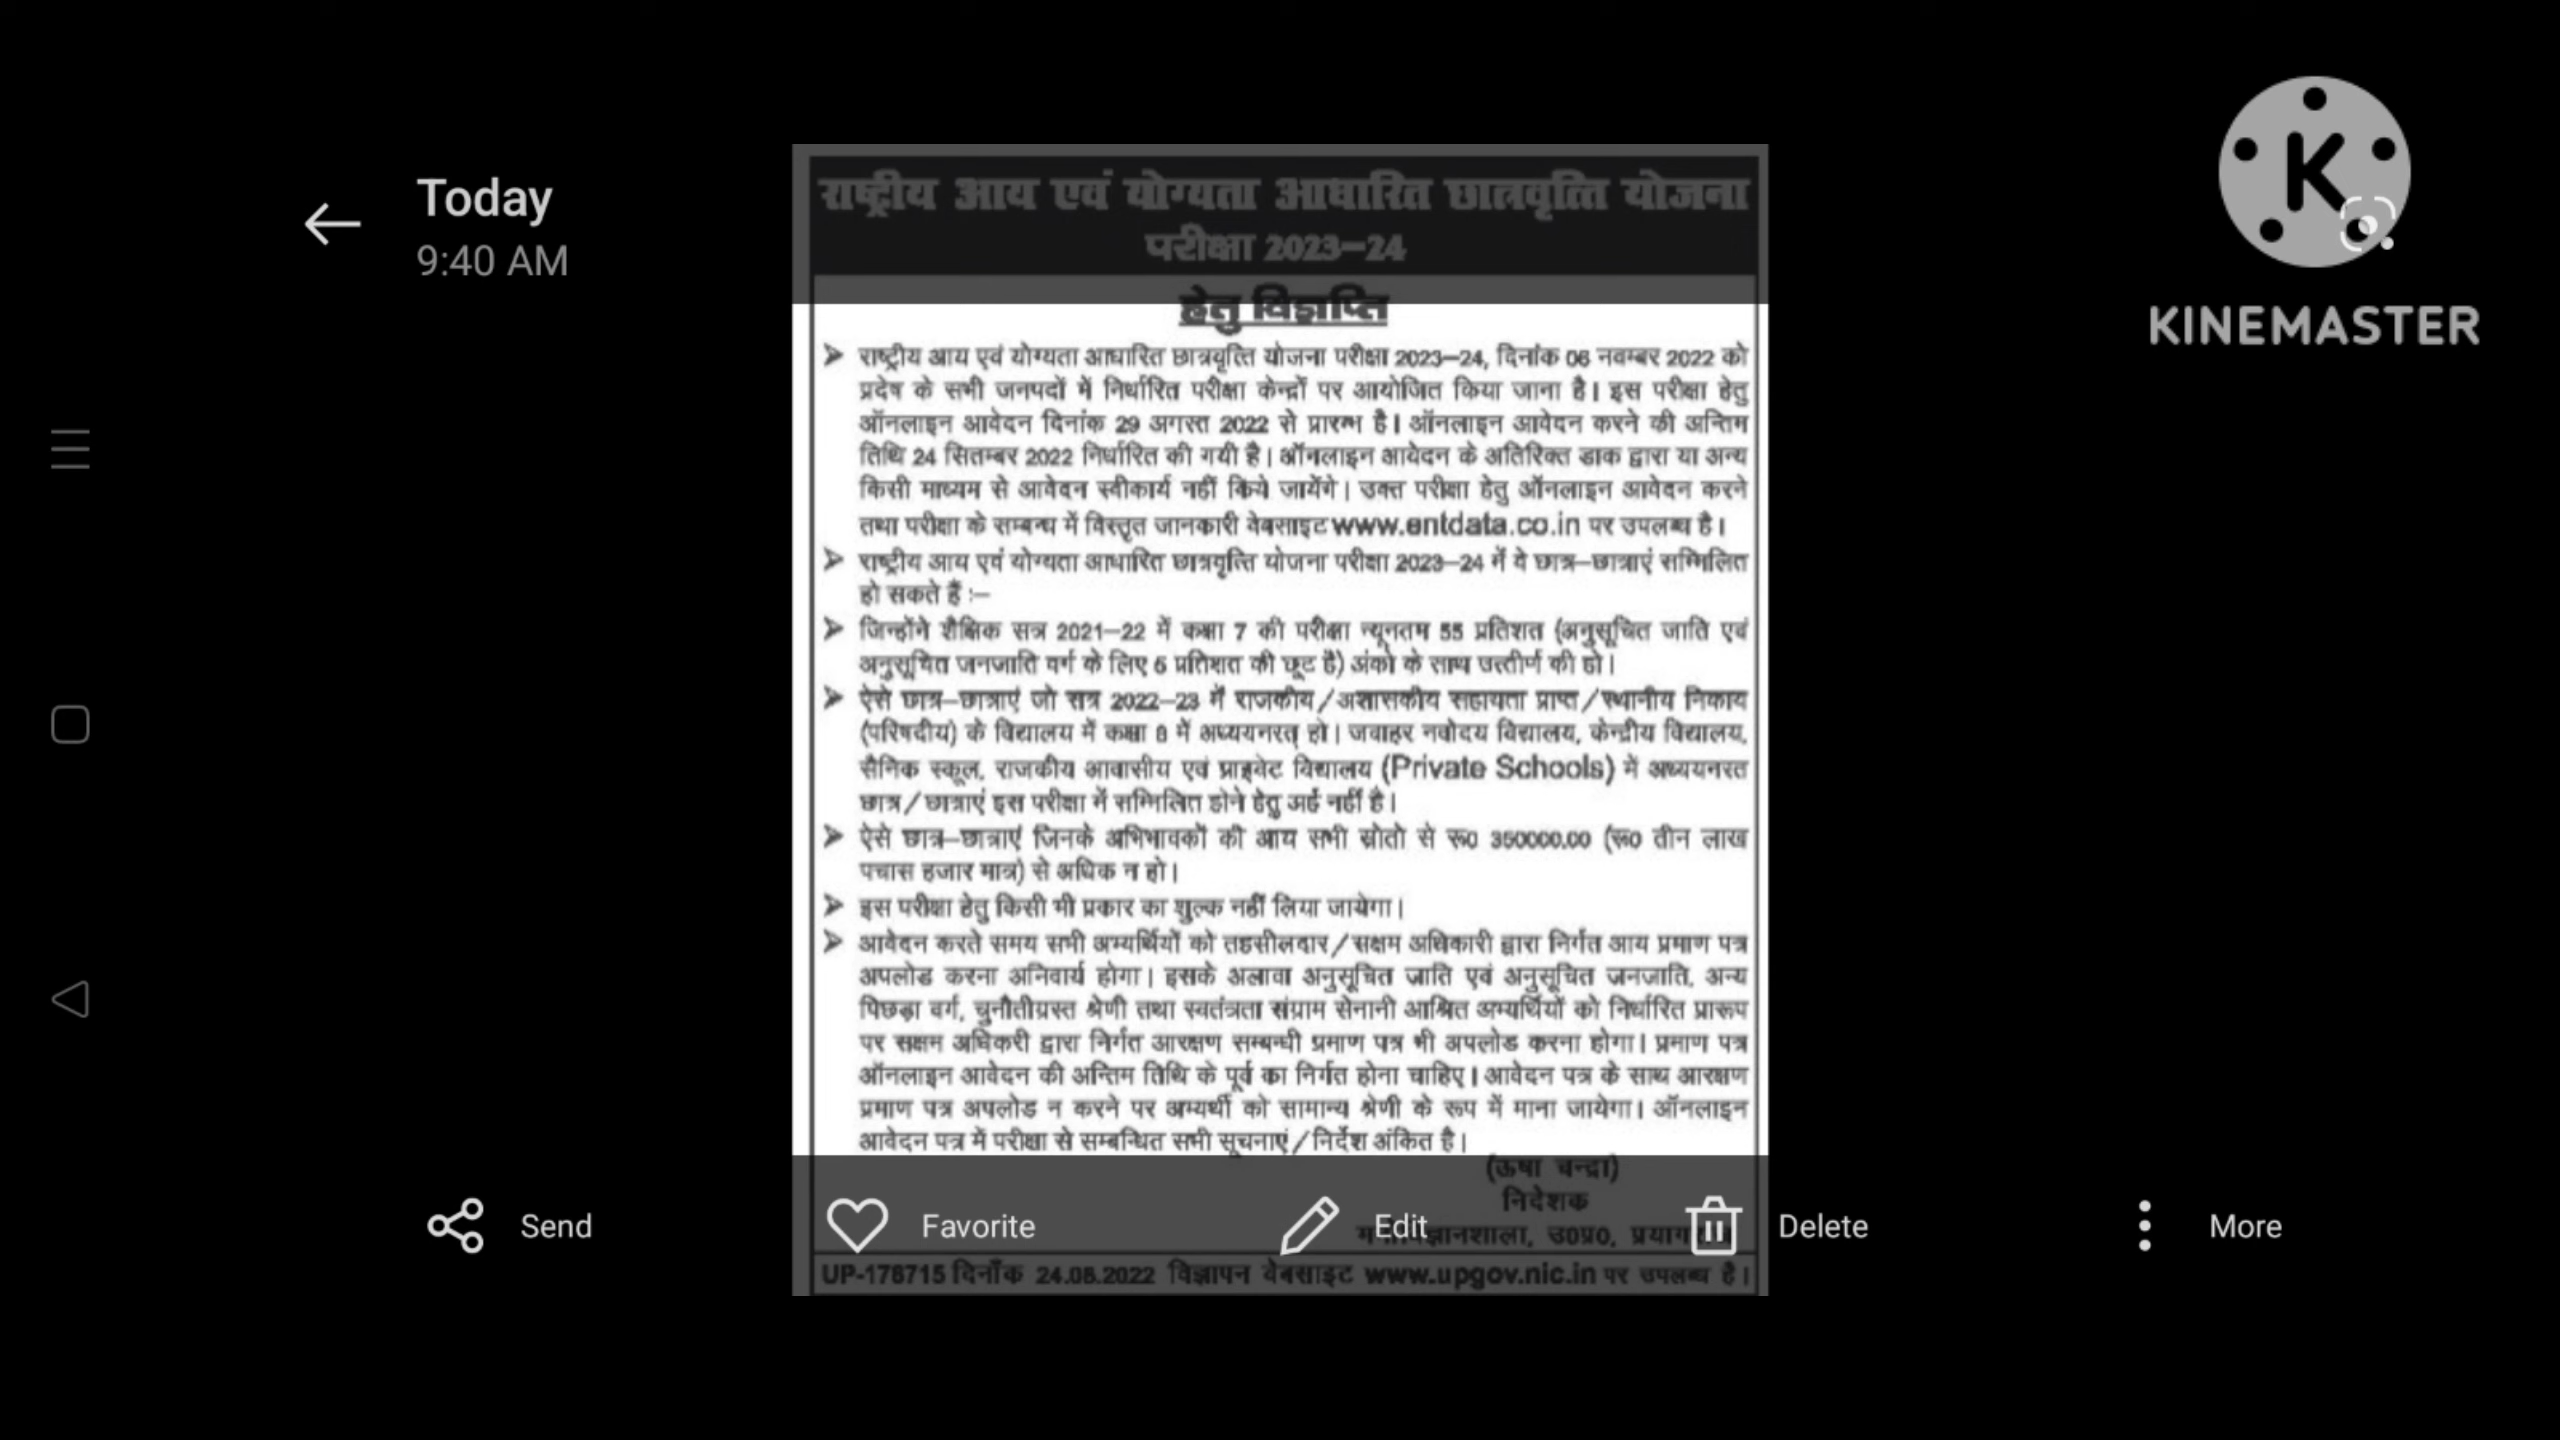 Today
9:40 AM
KINEMASTER
राष्ट्रीय आय एवं योग्यता आधारित छात्रवृत्ति योजना
परीक्षा 2023–24
हेतु विज्ञप्ति
➤ राष्ट्रीय आय एवं योग्यता आधारित छात्रवृत्ति योजना परीक्षा 2023–24, दिनांक 06 नवम्बर 2022 को
प्रदेष के सभी जनपदों में निर्धारित परीक्षा केन्द्रों पर आयोजित किया जाना है। इस परीक्षा हेतु
ऑनलाइन आवेदन दिनांक 29 अगस्त 2022 से प्रारम्भ है। ऑनलाइन आवेदन करने की अन्तिम
तिथि 24 सितम्बर 2022 निर्धारित की गयी है। ऑनलाइन आवेदन के अतिरिक्त डाक द्वारा या अन्य
किसी माध्यम से आवेदन स्वीकार्य नहीं किये जायेंगे। उक्त परीक्षा हेतु ऑनलाइन आवेदन करने
तथा परीक्षा के सम्बन्ध में विस्तृत जानकारी वेबसाइट www.entdata.co.in पर उपलब्ध है।
➤ राष्ट्रीय आय एवं योग्यता आधारित छात्रवृत्ति योजना परीक्षा 2023–24 में वे छात्र–छात्राएं सम्मिलित
हो सकते हैं :–
➤ जिन्होंने शैक्षिक सत्र 2021–22 में कक्षा 7 की परीक्षा न्यूनतम 55 प्रतिशत (अनुसूचित जाति एवं
अनुसूचित जनजाति वर्ग के लिए 5 प्रतिशत की छूट है) अंको के साथ उत्तीर्ण की हो।
➤ ऐसे छात्र–छात्राएं जो सत्र 2022–23 में राजकीय/अशासकीय सहायता प्राप्त/स्थानीय निकाय
(परिषदीय) के विद्यालय में कक्षा 8 में अध्ययनरत् हो। जवाहर नवोदय विद्यालय, केन्द्रीय विद्यालय,
सैनिक स्कूल, राजकीय आवासीय एवं प्राइवेट विद्यालय (Private Schools) में अध्ययनरत
छात्र/छात्राएं इस परीक्षा में सम्मिलित होने हेतु अर्ह नहीं है।
➤ ऐसे छात्र–छात्राएं जिनके अभिभावकों की आय सभी स्रोतो से रू0 350000.00 (रू0 तीन लाख
पचास हजार मात्र) से अधिक न हो।
➤ इस परीक्षा हेतु किसी भी प्रकार का शुल्क नहीं लिया जायेगा।
➤ आवेदन करते समय सभी अभ्यर्थियों को तहसीलदार/सक्षम अधिकारी द्वारा निर्गत आय प्रमाण पत्र
अपलोड करना अनिवार्य होगा। इसके अलावा अनुसूचित जाति एवं अनुसूचित जनजाति, अन्य
पिछड़ा वर्ग, चुनौतीग्रस्त श्रेणी तथा स्वतंत्रता संग्राम सेनानी आश्रित अभ्यर्थियों को निर्धारित प्रारूप
पर सक्षम अधिकरी द्वारा निर्गत आरक्षण सम्बन्धी प्रमाण पत्र भी अपलोड करना होगा। प्रमाण पत्र
ऑनलाइन आवेदन की अन्तिम तिथि के पूर्व का निर्गत होना चाहिए। आवेदन पत्र के साथ आरक्षण
प्रमाण पत्र अपलोड न करने पर अभ्यर्थी को सामान्य श्रेणी के रूप में माना जायेगा। ऑनलाइन
आवेदन पत्र में परीक्षा से सम्बन्धित सभी सूचनाएं/निर्देश अंकित है।
(ऊषा चन्द्रा)
निदेशक
उ0प्र0,
Send
Favorite
Edit
Delete
More
UP-178715 दिनाँक 24.08.2022 विज्ञापन वेबसाइट www.upgov.nic.in पर उपलब्ध है।